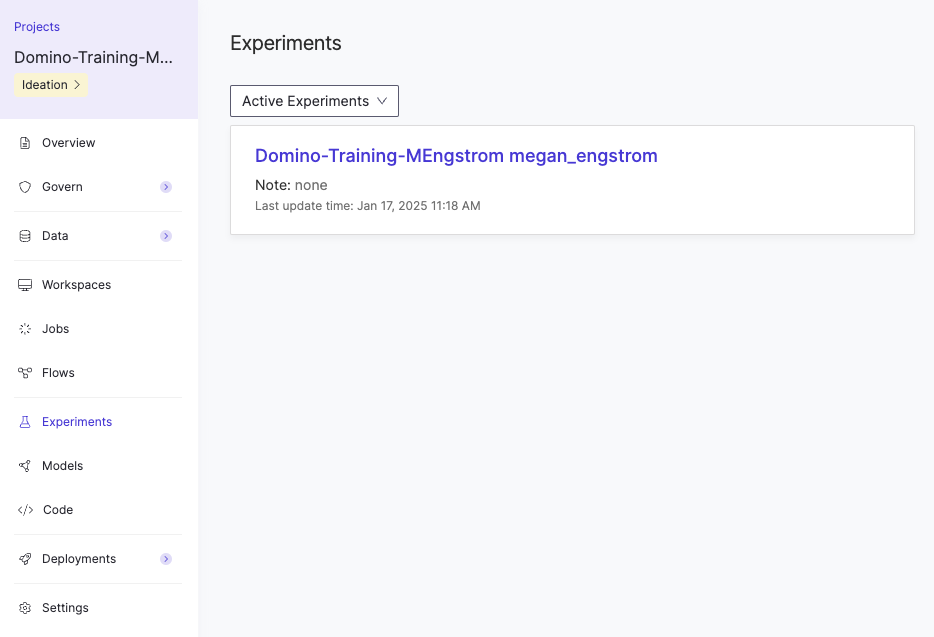 Projects
Domino-Training-M...
Ideation
Overview
Govern
Data
Workspaces
Jobs
Flows
Experiments
Models
Code
Deployments
Settings
Experiments
Active Experiments
Domino-Training-MEngstrom megan_engstrom
Note: none
Last update time: Jan 17, 2025 11:18 AM